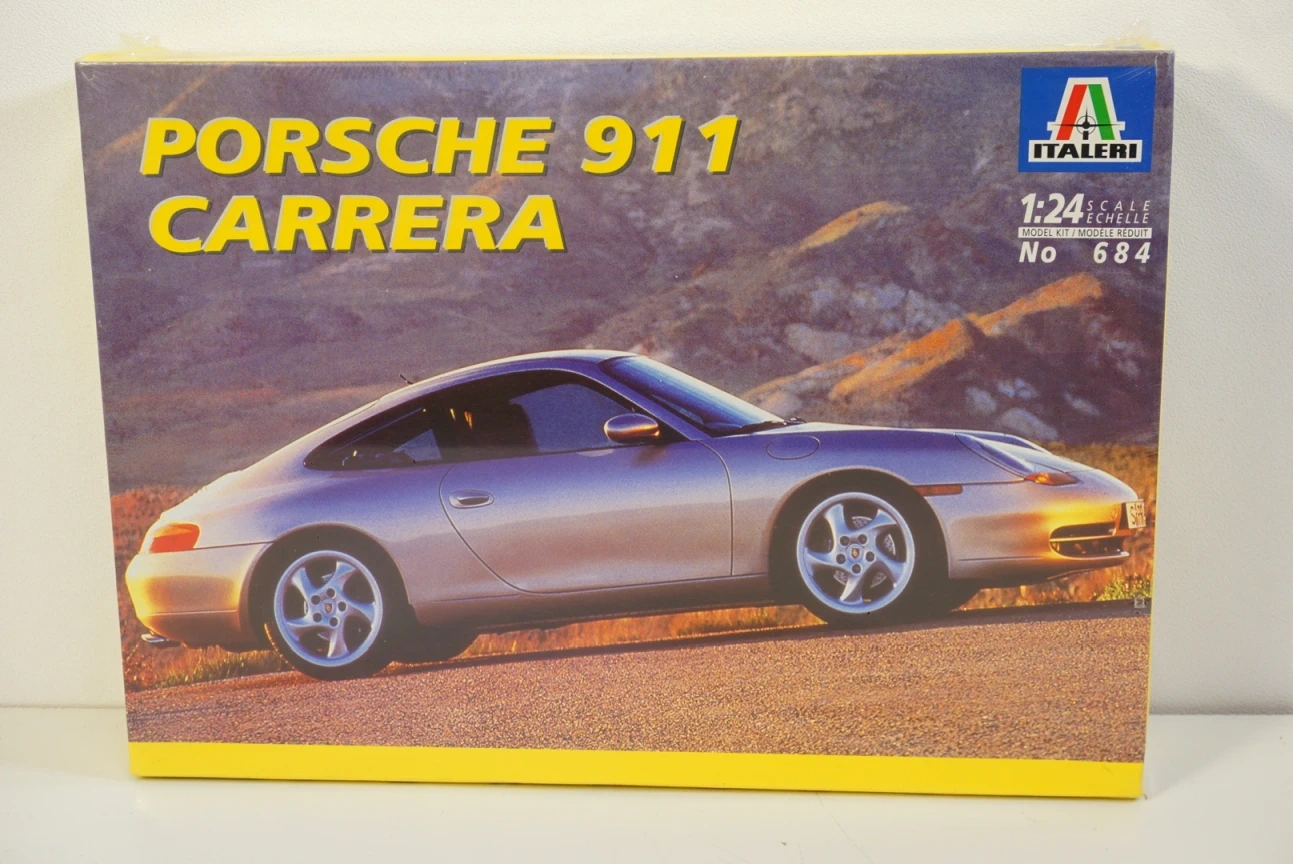 PORSCHE 911
CARRERA
ITALERI
1:24 SCALE
ECHELLE
MODEL KIT / MODÈLE RÉDUIT
No 684